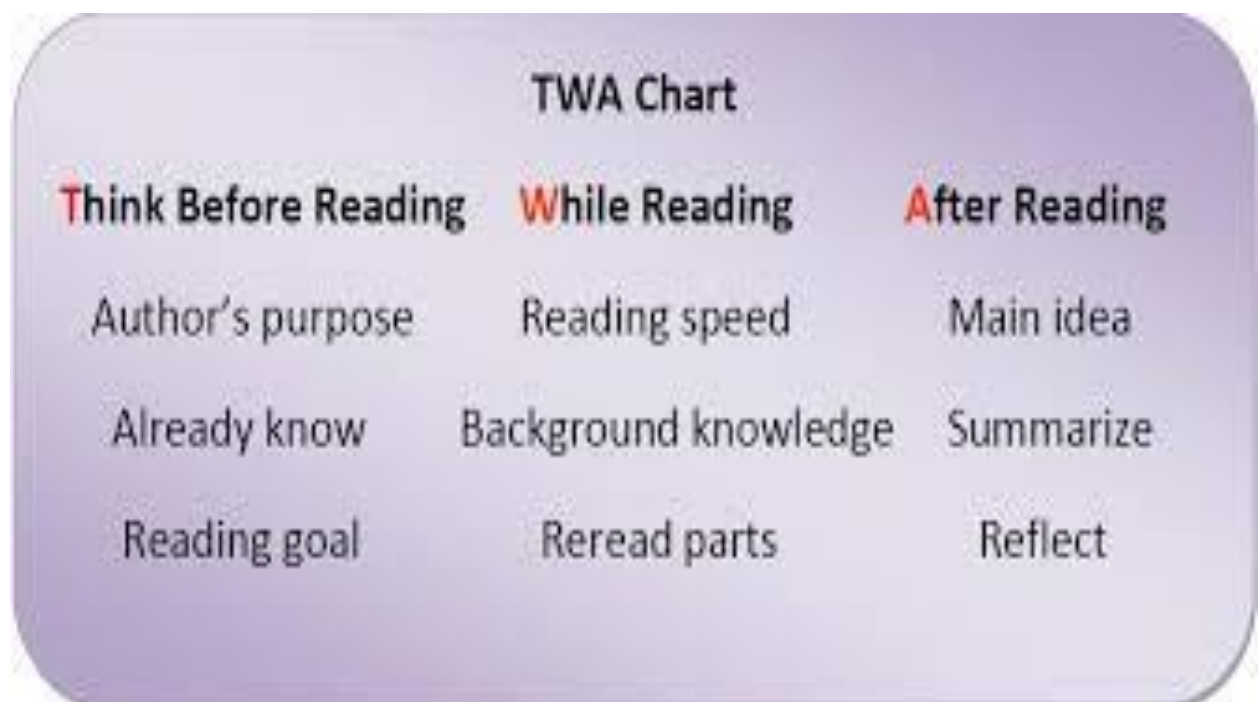 TWA Chart
Think Before Reading While Reading After Reading
Author's purpose Reading speed Main idea
Already know Background knowledge Summarize
Reading goal Reread parts Reflect